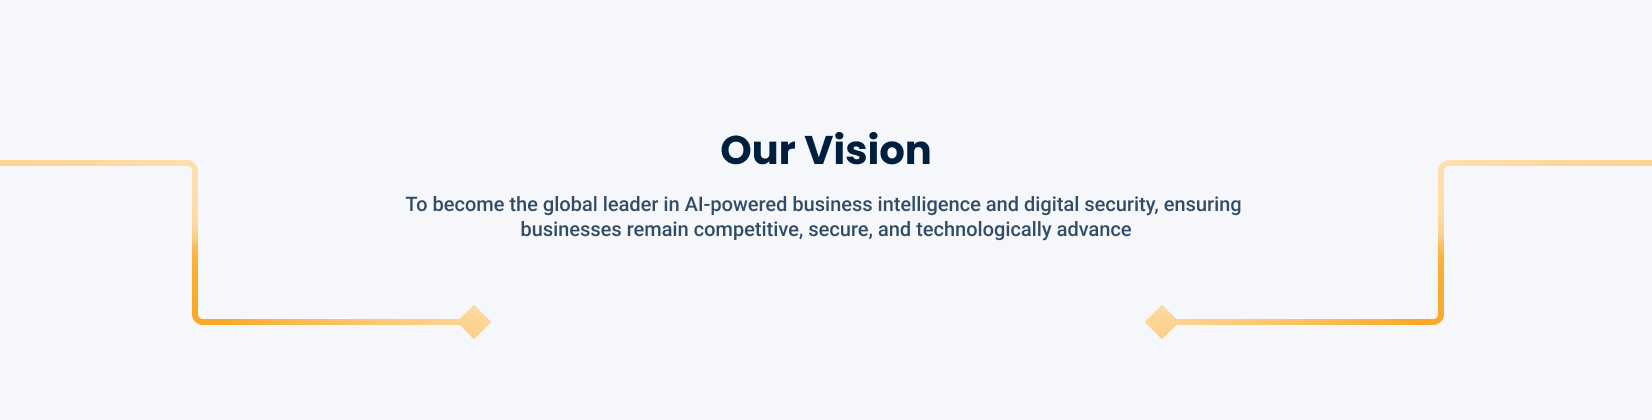 Our Vision
To become the global leader in AI-powered business intelligence and digital security, ensuring
businesses remain competitive, secure, and technologically advance